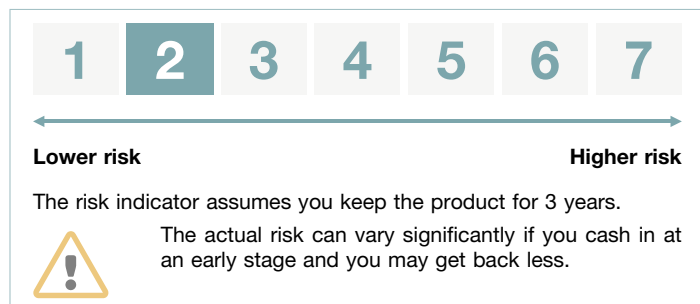 1 2 3 4 5 6 7
Lower risk Higher risk
The risk indicator assumes you keep the product for 3 years.
The actual risk can vary significantly if you cash in at
an early stage and you may get back less.